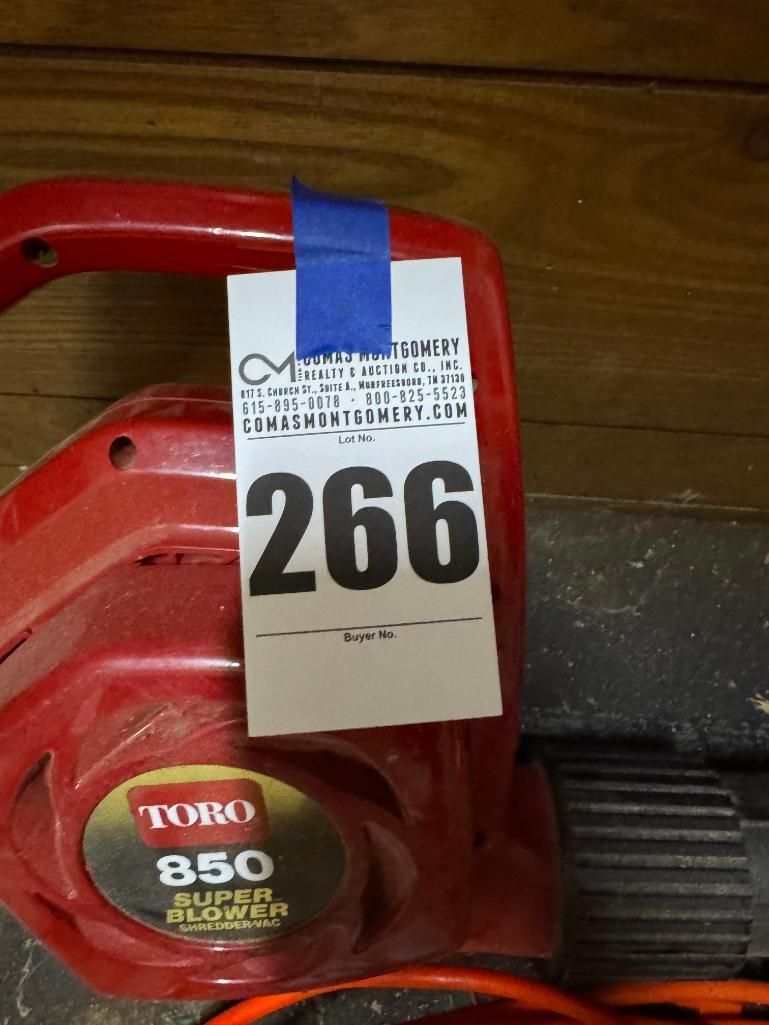 CM THE COMAS MONTGOMERY
REALTY & AUCTION CO., INC.
817 S. CHURCH ST., SUITE A., MURFREESBORO, TN 37130
615-895-0078 · 800-825-5523
COMASMONTGOMERY.COM
Lot No.
266
Buyer No.
TORO
850
SUPER
BLOWER
SHREDDER/VAC